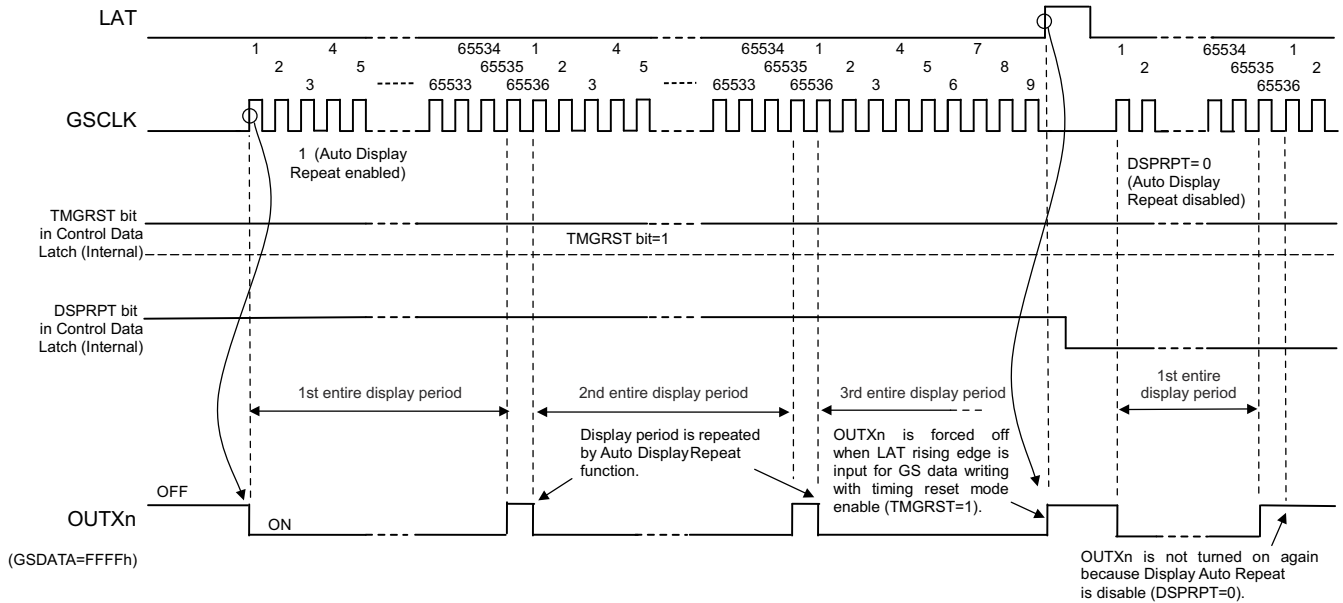 LAT
1 4 65534 1 4 65534 1 4 7 1 65534 1
2 5 65535 2 5 65535 2 5 8 2 65535 2
3 65533 65536 3 65533 65536 3 6 9 65536
GSCLK
1 (Auto Display
Repeat enabled)
DSPRPT= 0
(Auto Display
Repeat disabled)
TMGRST bit
in Control Data
Latch (Internal)
TMGRST bit=1
DSPRPT bit
in Control Data
Latch (Internal)
1st entire display period
2nd entire display period
3rd entire display period
1st entire
display period
Display period is repeated
by Auto DisplayRepeat
function.
OUTXn is forced off
when LAT rising edge is
input for GS data writing
with timing reset mode
enable (TMGRST=1).
OFF
OUTXn
ON
(GSDATA=FFFFh)
OUTXn is not turned on again
because Display Auto Repeat
is disable (DSPRPT=0).